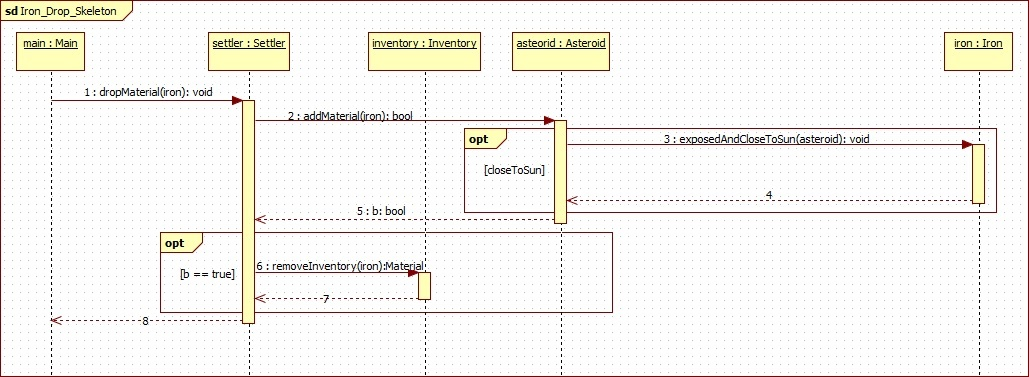 sd Iron_Drop_Skeleton
main : Main
settler : Settler
inventory : Inventory
asteorid : Asteroid
iron : Iron
1 : dropMaterial(iron): void
2 : addMaterial(iron): bool
opt
3 : exposedAndCloseToSun(asteroid): void
[closeToSun]
4
5 : b: bool
opt
6 : removeInventory(iron):Material
[b == true]
7
8